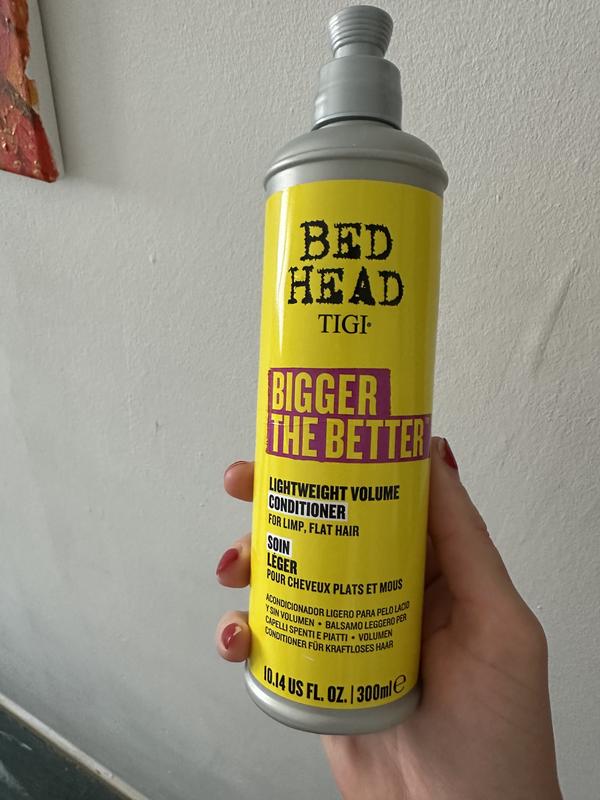 BED
HEAD
TIGI®
BIGGER
THE BETTER™
LIGHTWEIGHT VOLUME
CONDITIONER
FOR LIMP, FLAT HAIR
SOIN
LÉGER
POUR CHEVEUX PLATS ET MOUS
ACONDICIONADOR LIGERO PARA PELO LACIO
Y SIN VOLUMEN • BALSAMO LEGGERO PER
CAPELLI SPENTI E PIATTI • VOLUMEN
CONDITIONER FÜR KRAFTLOSES HAAR
10.14 US FL. OZ. | 300ml ℮